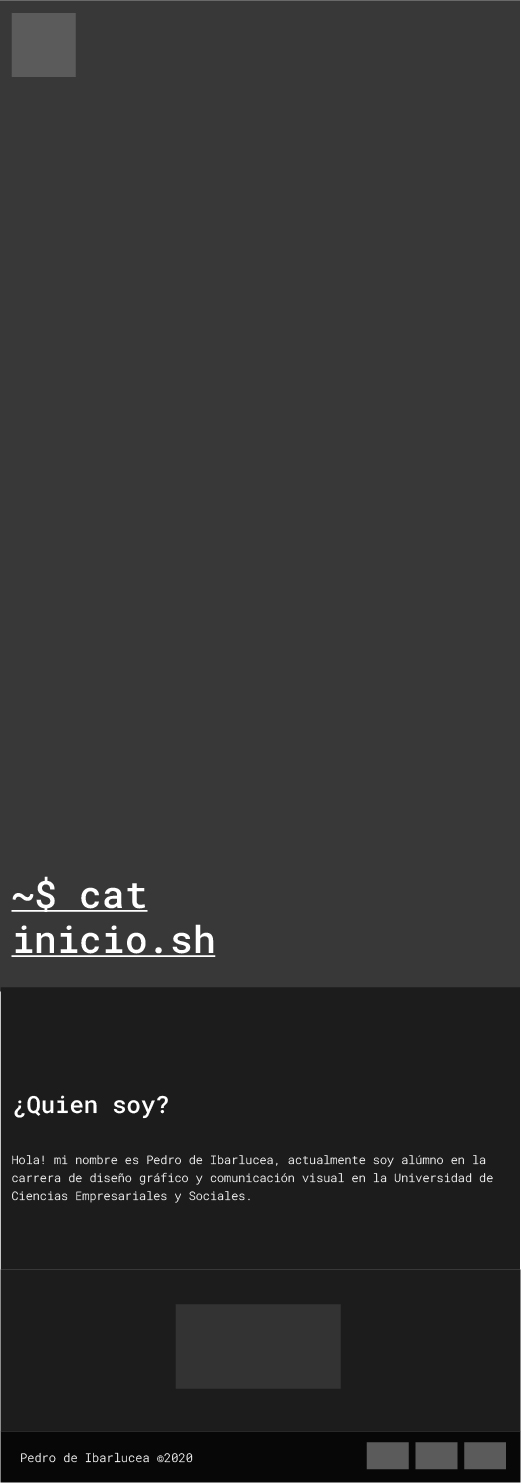 ~$ cat
inicio.sh
¿Quien soy?
Hola! mi nombre es Pedro de Ibarlucea, actualmente soy alúmno en la
carrera de diseño gráfico y comunicación visual en la Universidad de
Ciencias Empresariales y Sociales.
Pedro de Ibarlucea ©2020